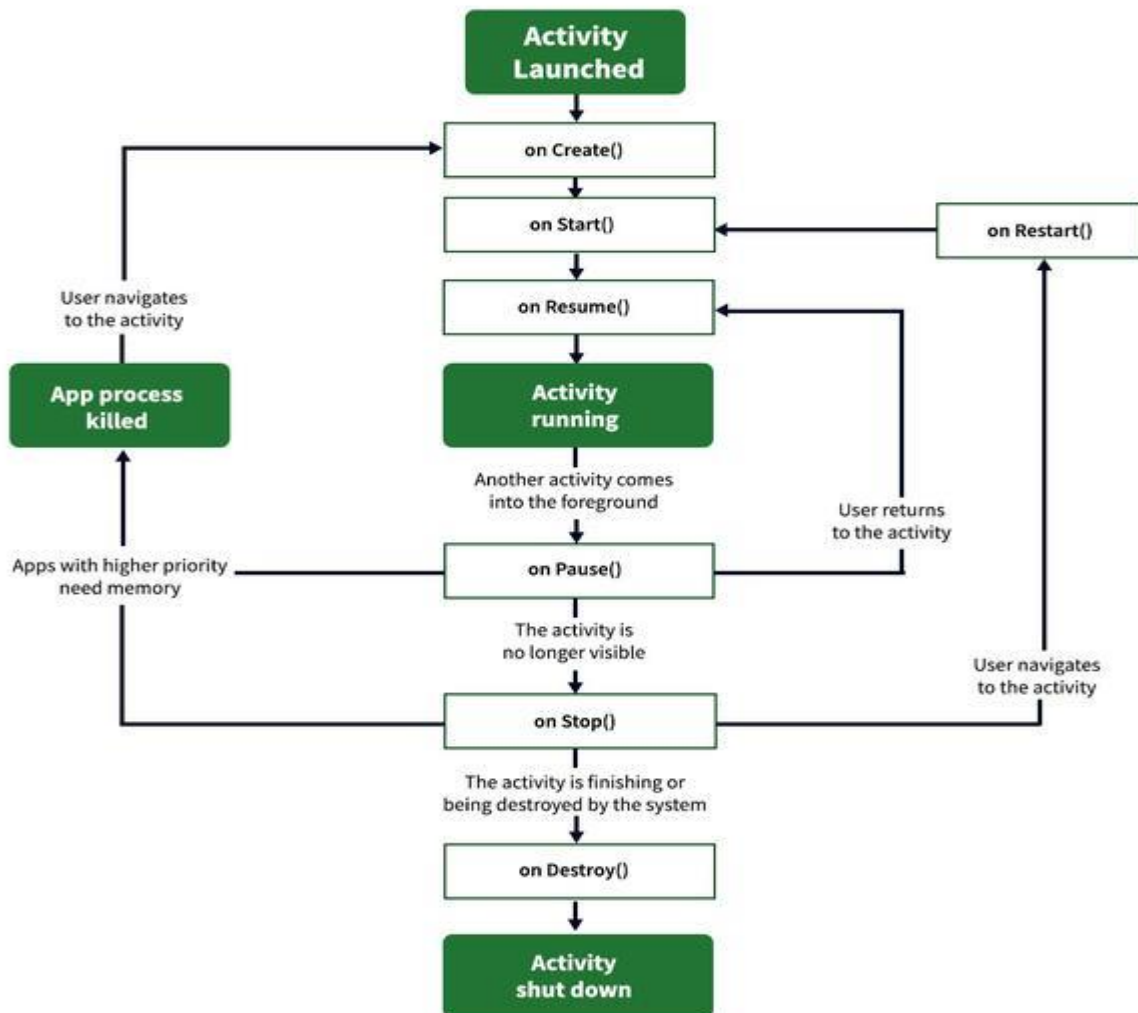 Activity
Launched
on Create()
on Start()
on Restart()
on Resume()
User navigates
to the activity
App process
killed
Activity
running
Another activity comes
into the foreground
User returns
to the activity
Apps with higher priority
need memory
on Pause()
The activity is
no longer visible
User navigates
to the activity
on Stop()
The activity is finishing or
being destroyed by the system
on Destroy()
Activity
shut down